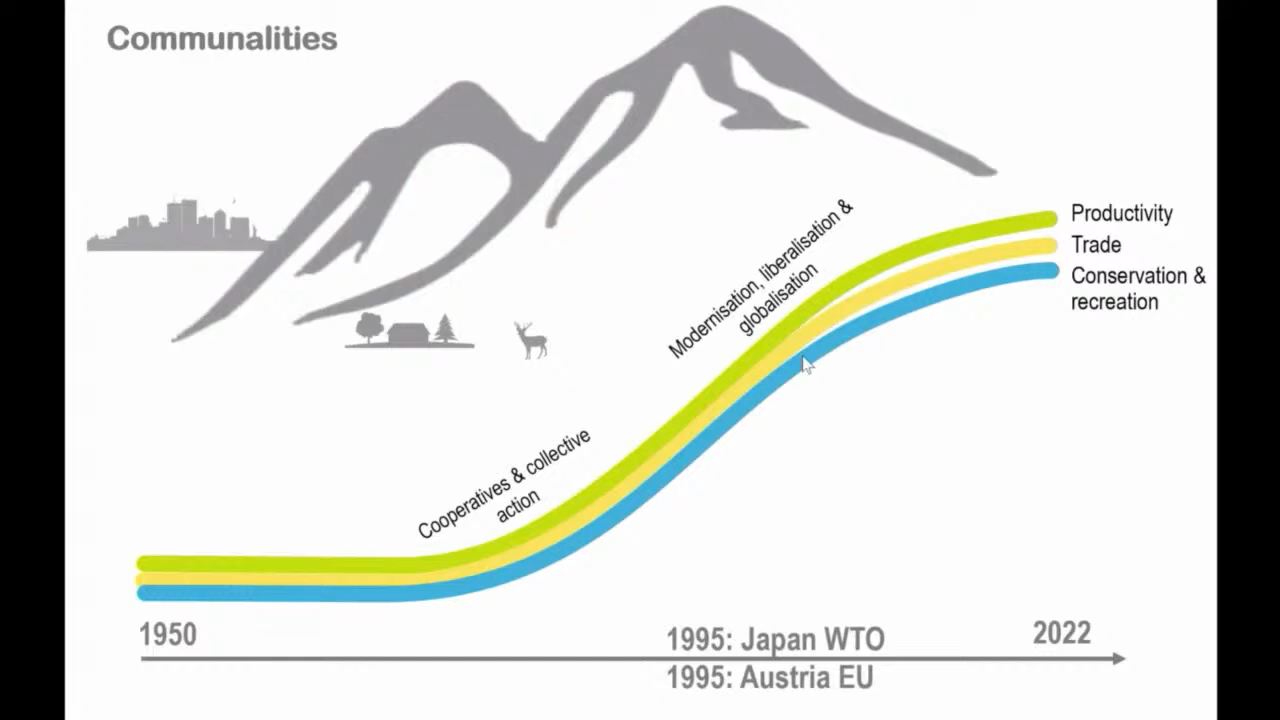 Communalities
Modernisation, liberalisation &
globalisation
Productivity
Trade
Conservation &
recreation
Cooperatives & collective
action
1950
1995: Japan WTO
2022
1995: Austria EU